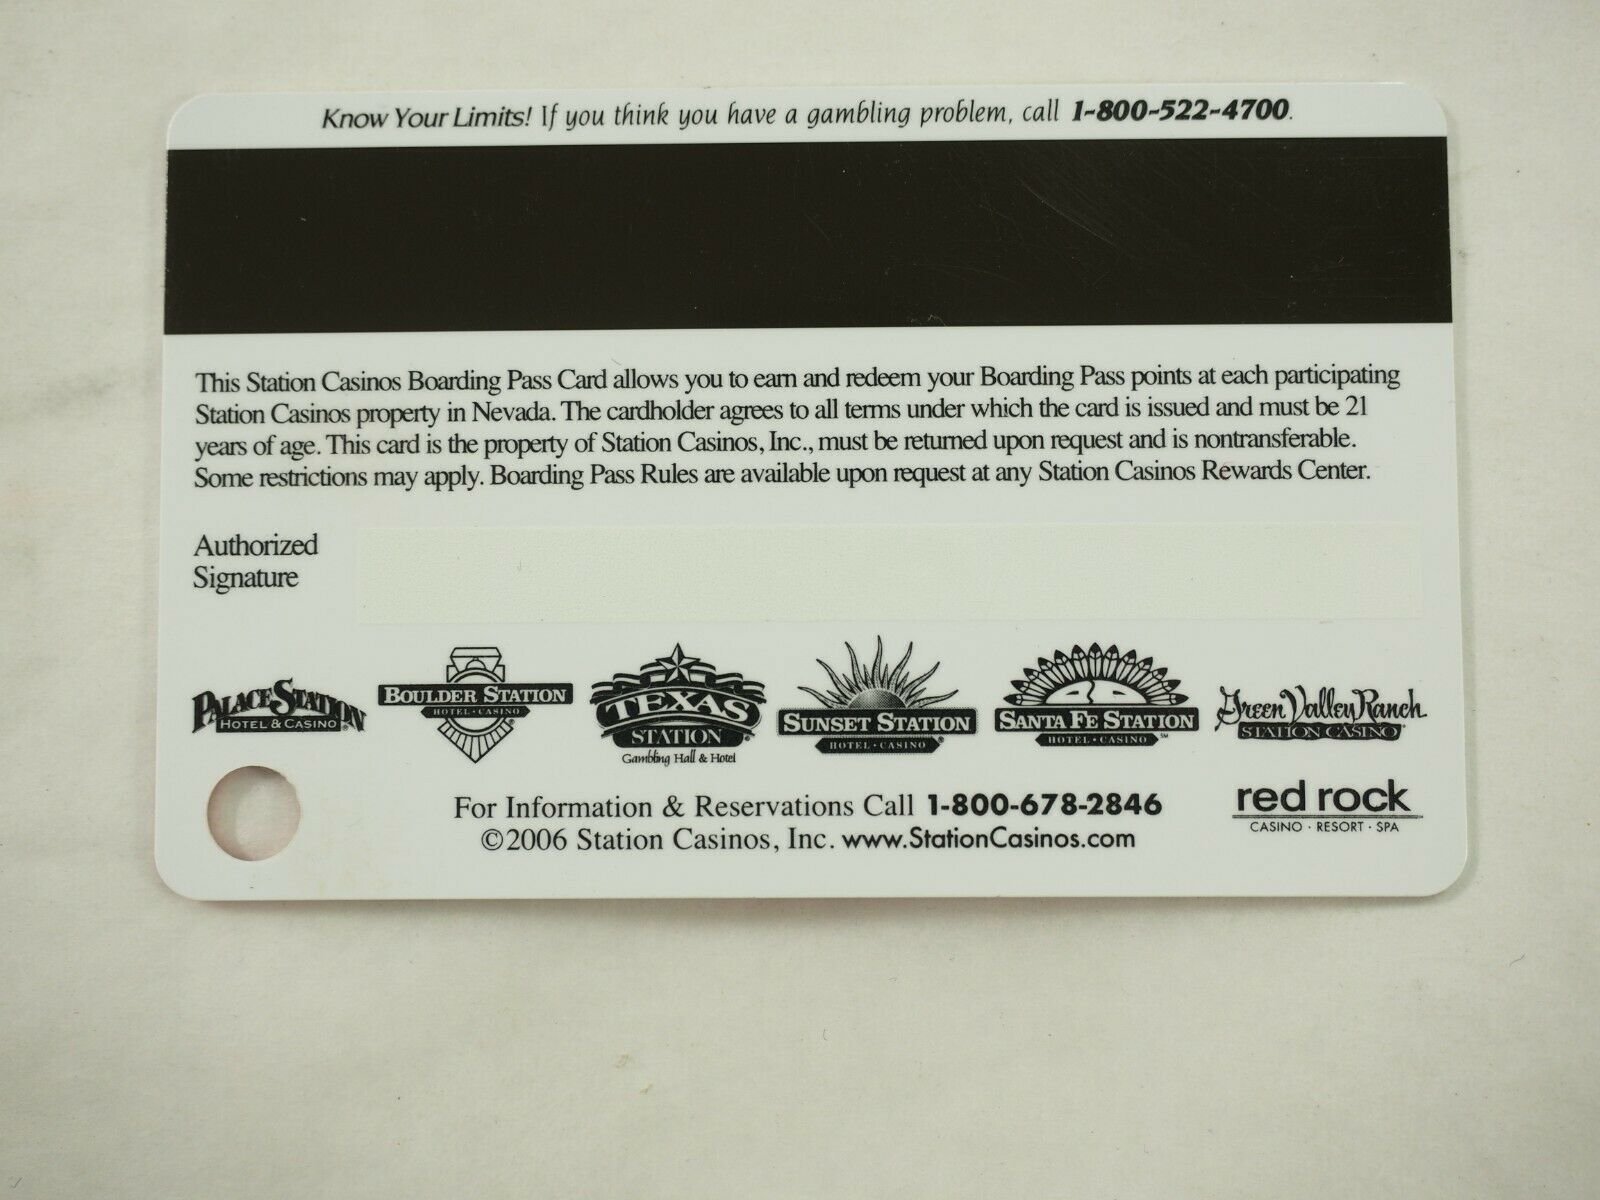 Know Your Limits! If you think you have a gambling problem, call 1-800-522-4700.
This Station Casinos Boarding Pass Card allows you to earn and redeem your Boarding Pass points at each participating
Station Casinos property in Nevada. The cardholder agrees to all terms under which the card is issued and must be 21
years of age. This card is the property of Station Casinos, Inc., must be returned upon request and is nontransferable.
Some restrictions may apply. Boarding Pass Rules are available upon request at any Station Casinos Rewards Center.
Authorized
Signature
PALACE STATION
HOTEL & CASINO
BOULDER STATION
HOTEL · CASINO
TEXAS
STATION
Gambling Hall & Hotel
SUNSET STATION
HOTEL · CASINO
SANTA FE STATION
HOTEL · CASINO
Green Valley Ranch
STATION CASINO
For Information & Reservations Call 1-800-678-2846
©2006 Station Casinos, Inc. www.StationCasinos.com
red rock
CASINO · RESORT · SPA